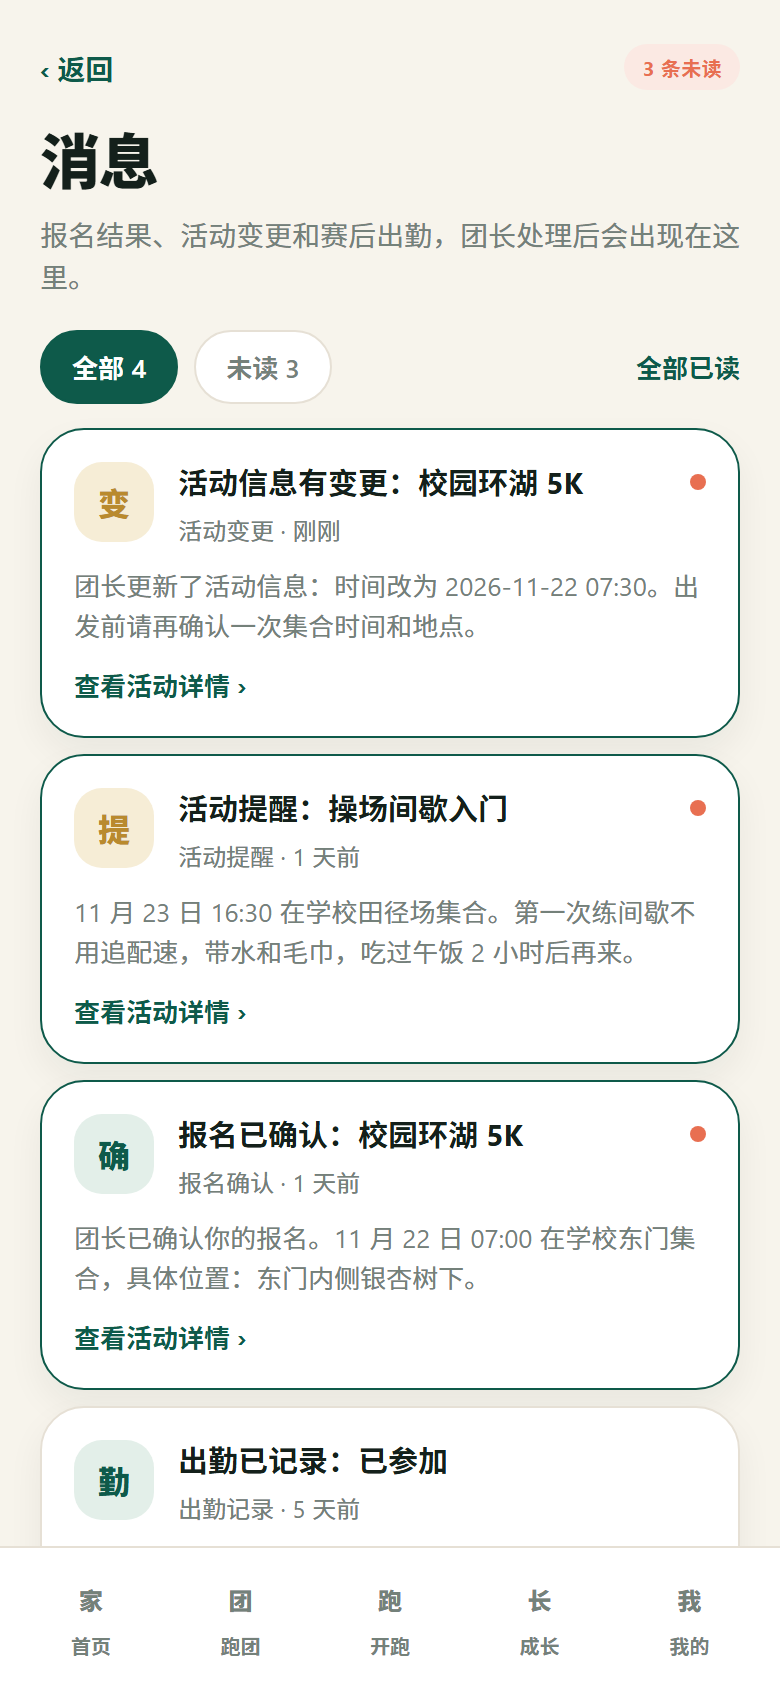 ‹ 返回
3 条未读
消息
报名结果、活动变更和赛后出勤，团长处理后会出现在这
里。
全部 4
未读 3
全部已读
变
活动信息有变更：校园环湖 5K
活动变更 · 刚刚
团长更新了活动信息：时间改为 2026-11-22 07:30。出
发前请再确认一次集合时间和地点。
查看活动详情 ›
提
活动提醒：操场间歇入门
活动提醒 · 1 天前
11 月 23 日 16:30 在学校田径场集合。第一次练间歇不
用追配速，带水和毛巾，吃过午饭 2 小时后再来。
查看活动详情 ›
确
报名已确认：校园环湖 5K
报名确认 · 1 天前
团长已确认你的报名。11 月 22 日 07:00 在学校东门集
合，具体位置：东门内侧银杏树下。
查看活动详情 ›
勤
出勤已记录：已参加
出勤记录 · 5 天前
家
团
跑
长
我
首页
跑团
开跑
成长
我的